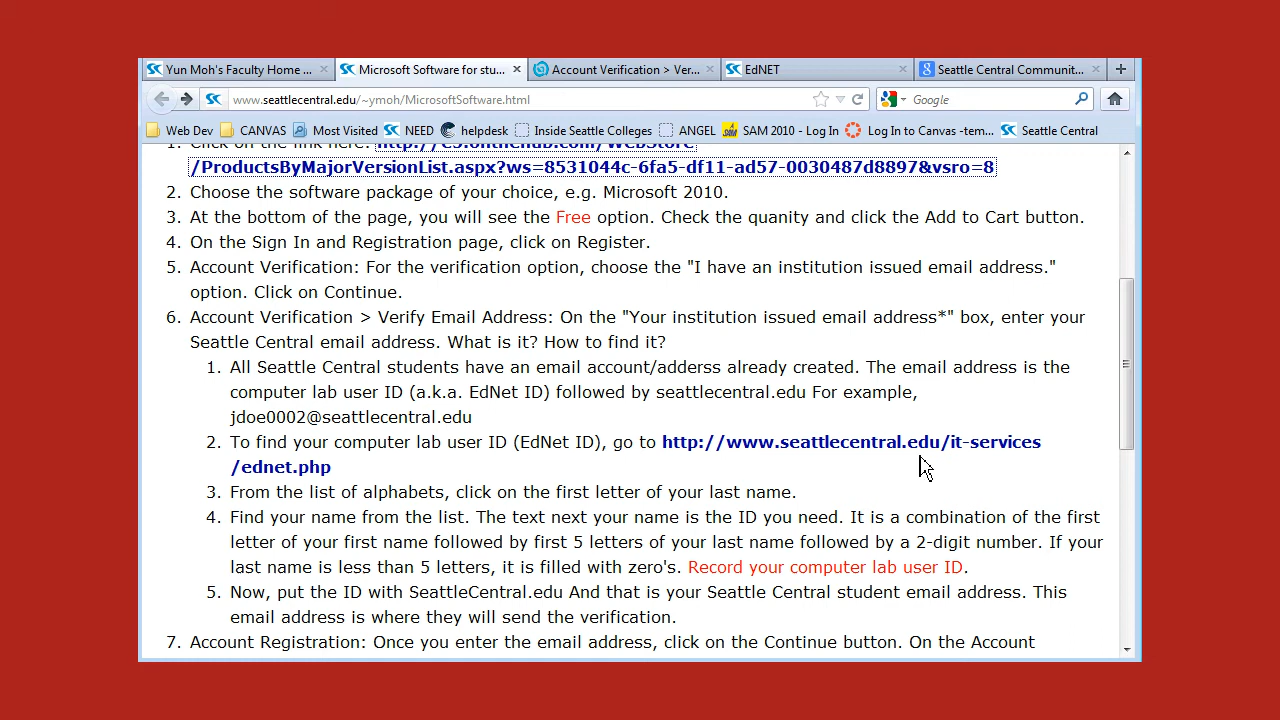 Yun Moh's Faculty Home ...
Microsoft Software for stu...
Account Verification > Ver...
EdNET
Seattle Central Communit...
www.seattlecentral.edu/~ymoh/MicrosoftSoftware.html
Google
Web Dev
CANVAS
Most Visited
NEED
helpdesk
Inside Seattle Colleges
ANGEL
SAM 2010 - Log In
Log In to Canvas -tem...
Seattle Central
1. Click on the link here:
/ProductsByMajorVersionList.aspx?ws=8531044c-6fa5-df11-ad57-0030487d8897&vsro=8
2. Choose the software package of your choice, e.g. Microsoft 2010.
3. At the bottom of the page, you will see the Free option. Check the quanity and click the Add to Cart button.
4. On the Sign In and Registration page, click on Register.
5. Account Verification: For the verification option, choose the "I have an institution issued email address."
option. Click on Continue.
6. Account Verification > Verify Email Address: On the "Your institution issued email address*" box, enter your
Seattle Central email address. What is it? How to find it?
1. All Seattle Central students have an email account/adderss already created. The email address is the
computer lab user ID (a.k.a. EdNet ID) followed by seattlecentral.edu For example,
jdoe0002@seattlecentral.edu
2. To find your computer lab user ID (EdNet ID), go to http://www.seattlecentral.edu/it-services
/ednet.php
3. From the list of alphabets, click on the first letter of your last name.
4. Find your name from the list. The text next your name is the ID you need. It is a combination of the first
letter of your first name followed by first 5 letters of your last name followed by a 2-digit number. If your
last name is less than 5 letters, it is filled with zero's. Record your computer lab user ID.
5. Now, put the ID with SeattleCentral.edu And that is your Seattle Central student email address. This
email address is where they will send the verification.
7. Account Registration: Once you enter the email address, click on the Continue button. On the Account